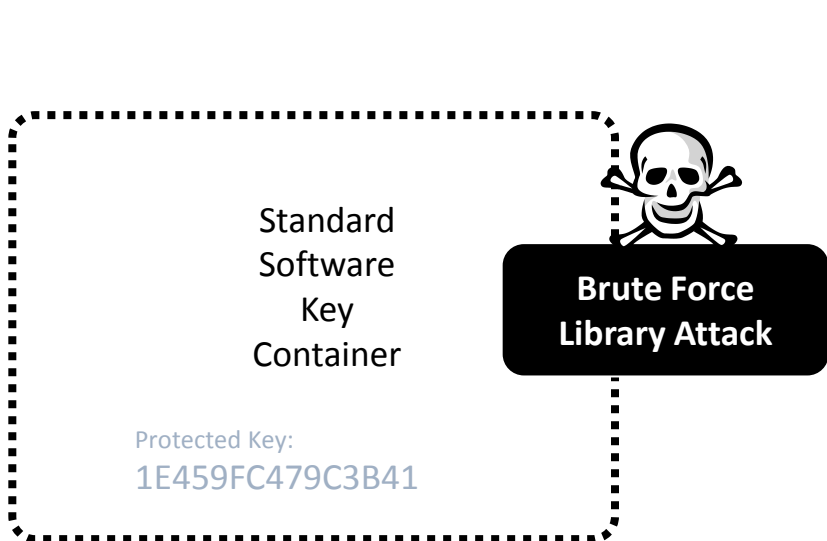 Standard
Software
Key
Container
Brute Force
Library Attack
Protected Key:
1E459FC479C3B41